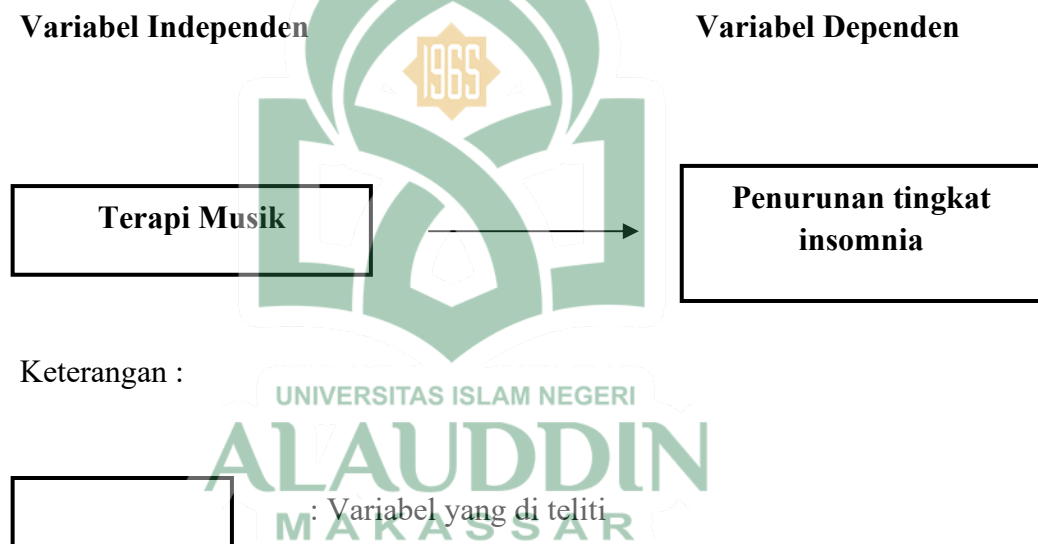 Variabel Independen Variabel Dependen
1965
Terapi Musik
Penurunan tingkat
insomnia
Keterangan :
UNIVERSITAS ISLAM NEGERI
ALAUDDIN
: Variabel yang di teliti
MAKASSAR